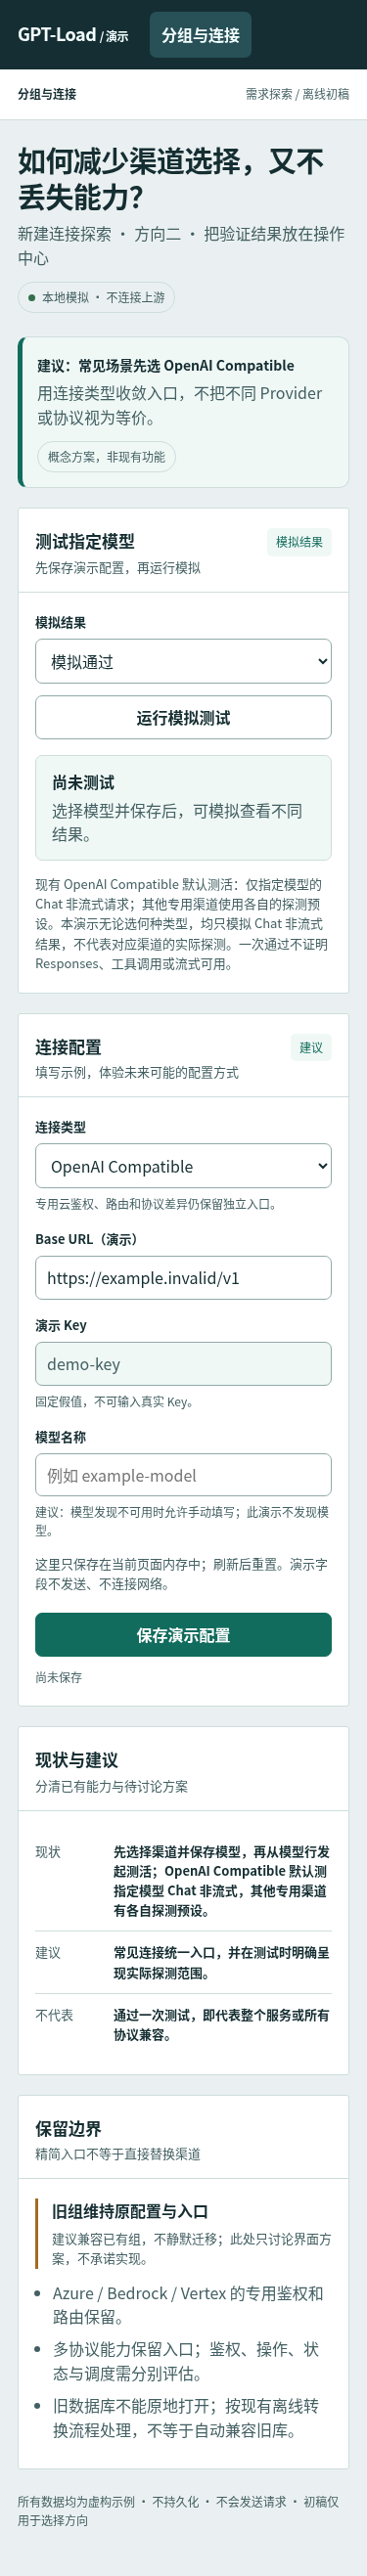 GPT-Load / 演示 分组与连接
分组与连接 需求探索 / 离线初稿
如何减少渠道选择，又不
丢失能力？
新建连接探索 · 方向二 · 把验证结果放在操作
中心
本地模拟 · 不连接上游
建议：常见场景先选 OpenAI Compatible
用连接类型收敛入口，不把不同 Provider
或协议视为等价。
概念方案，非现有功能
测试指定模型 模拟结果
先保存演示配置，再运行模拟
模拟结果
模拟通过
运行模拟测试
尚未测试
选择模型并保存后，可模拟查看不同
结果。
现有 OpenAI Compatible 默认测活：仅指定模型的
Chat 非流式请求；其他专用渠道使用各自的探测预
设。本演示无论选何种类型，均只模拟 Chat 非流式
结果，不代表对应渠道的实际探测。一次通过不证明
Responses、工具调用或流式可用。
连接配置 建议
填写示例，体验未来可能的配置方式
连接类型
OpenAI Compatible
专用云鉴权、路由和协议差异仍保留独立入口。
Base URL（演示）
https://example.invalid/v1
演示 Key
demo-key
固定假值，不可输入真实 Key。
模型名称
例如 example-model
建议：模型发现不可用时允许手动填写；此演示不发现模
型。
这里只保存在当前页面内存中；刷新后重置。演示字
段不发送、不连接网络。
保存演示配置
尚未保存
现状与建议
分清已有能力与待讨论方案
现状 先选择渠道并保存模型，再从模型行发
起测活；OpenAI Compatible 默认测
指定模型 Chat 非流式，其他专用渠道
有各自探测预设。
建议 常见连接统一入口，并在测试时明确呈
现实际探测范围。
不代表 通过一次测试，即代表整个服务或所有
协议兼容。
保留边界
精简入口不等于直接替换渠道
旧组维持原配置与入口
建议兼容已有组，不静默迁移；此处只讨论界面方
案，不承诺实现。
• Azure / Bedrock / Vertex 的专用鉴权和
路由保留。
• 多协议能力保留入口；鉴权、操作、状
态与调度需分别评估。
• 旧数据库不能原地打开；按现有离线转
换流程处理，不等于自动兼容旧库。
所有数据均为虚构示例 · 不持久化 · 不会发送请求 · 初稿仅
用于选择方向